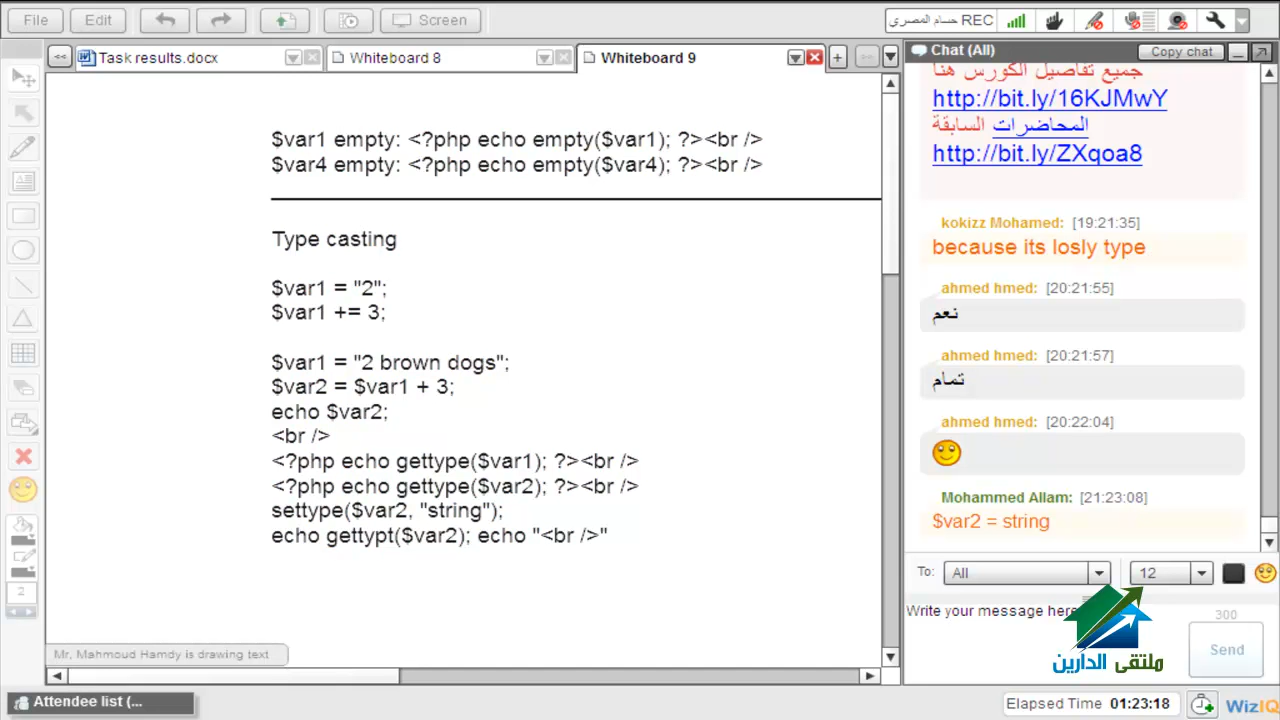 File Edit Screen حسام المصري REC
<< Task results.docx Whiteboard 8 Whiteboard 9
Chat (All) Copy chat
$var1 empty: <?php echo empty($var1); ?><br />
$var4 empty: <?php echo empty($var4); ?><br />
Type casting
$var1 = "2";
$var1 += 3;
$var1 = "2 brown dogs";
$var2 = $var1 + 3;
echo $var2;
<br />
<?php echo gettype($var1); ?><br />
<?php echo gettype($var2); ?><br />
settype($var2, "string");
echo gettypt($var2); echo "<br />"
2
Mr, Mahmoud Hamdy is drawing text
جميع تفاصيل الكورس هنا
http://bit.ly/16KJMwY
المحاضرات السابقة
http://bit.ly/ZXqoa8
kokizz Mohamed: [19:21:35]
because its losly type
ahmed hmed: [20:21:55]
نعم
ahmed hmed: [20:21:57]
تمام
ahmed hmed: [20:22:04]
Mohammed Allam: [21:23:08]
$var2 = string
To: All 12
Write your message here
300
Send
ملتقى الدارين
Attendee list (...
Elapsed Time 01:23:18 WizIQ